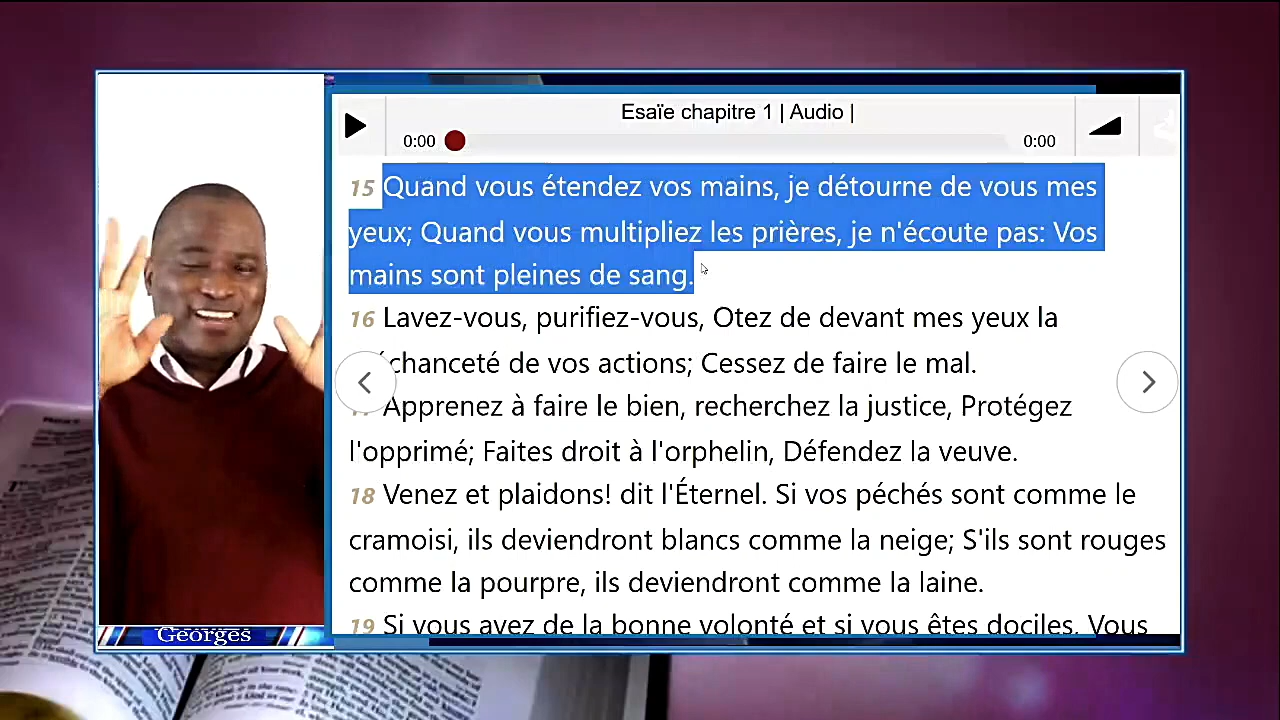 Esaïe chapitre 1 | Audio |
0:00
0:00
15 Quand vous étendez vos mains, je détourne de vous mes
yeux; Quand vous multipliez les prières, je n'écoute pas: Vos
mains sont pleines de sang.
16 Lavez-vous, purifiez-vous, Otez de devant mes yeux la
chanceté de vos actions; Cessez de faire le mal.
Apprenez à faire le bien, recherchez la justice, Protégez
l'opprimé; Faites droit à l'orphelin, Défendez la veuve.
18 Venez et plaidons! dit l'Éternel. Si vos péchés sont comme le
cramoisi, ils deviendront blancs comme la neige; S'ils sont rouges
comme la pourpre, ils deviendront comme la laine.
19 Si vous avez de la bonne volonté et si vous êtes dociles, Vous
Georges